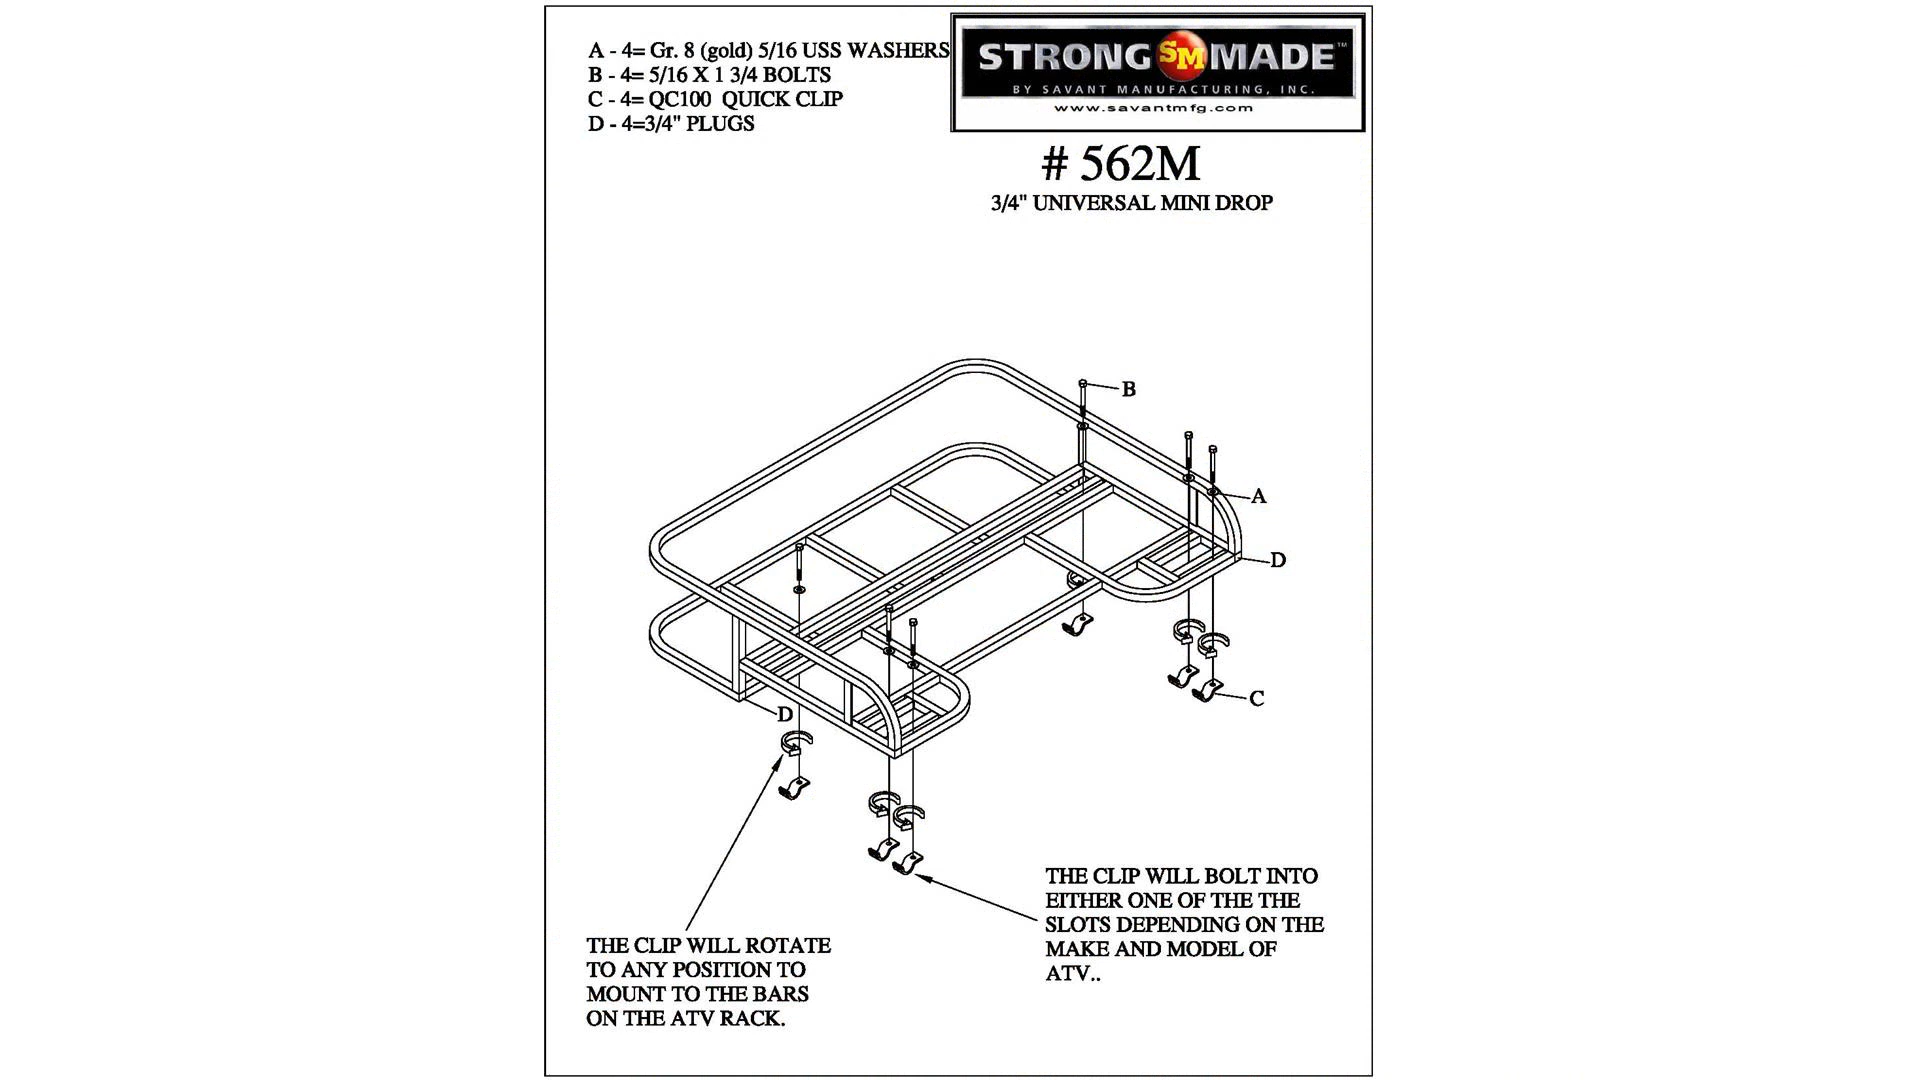 A - 4= Gr. 8 (gold) 5/16 USS WASHERS
B - 4= 5/16 X 1 3/4 BOLTS
C - 4= QC100 QUICK CLIP
D - 4=3/4" PLUGS
STRONG SM MADE™
BY SAVANT MANUFACTURING, INC.
www.savantmfg.com
# 562M
3/4" UNIVERSAL MINI DROP
B
A
D
C
D
THE CLIP WILL ROTATE
TO ANY POSITION TO
MOUNT TO THE BARS
ON THE ATV RACK.
THE CLIP WILL BOLT INTO
EITHER ONE OF THE THE
SLOTS DEPENDING ON THE
MAKE AND MODEL OF
ATV..